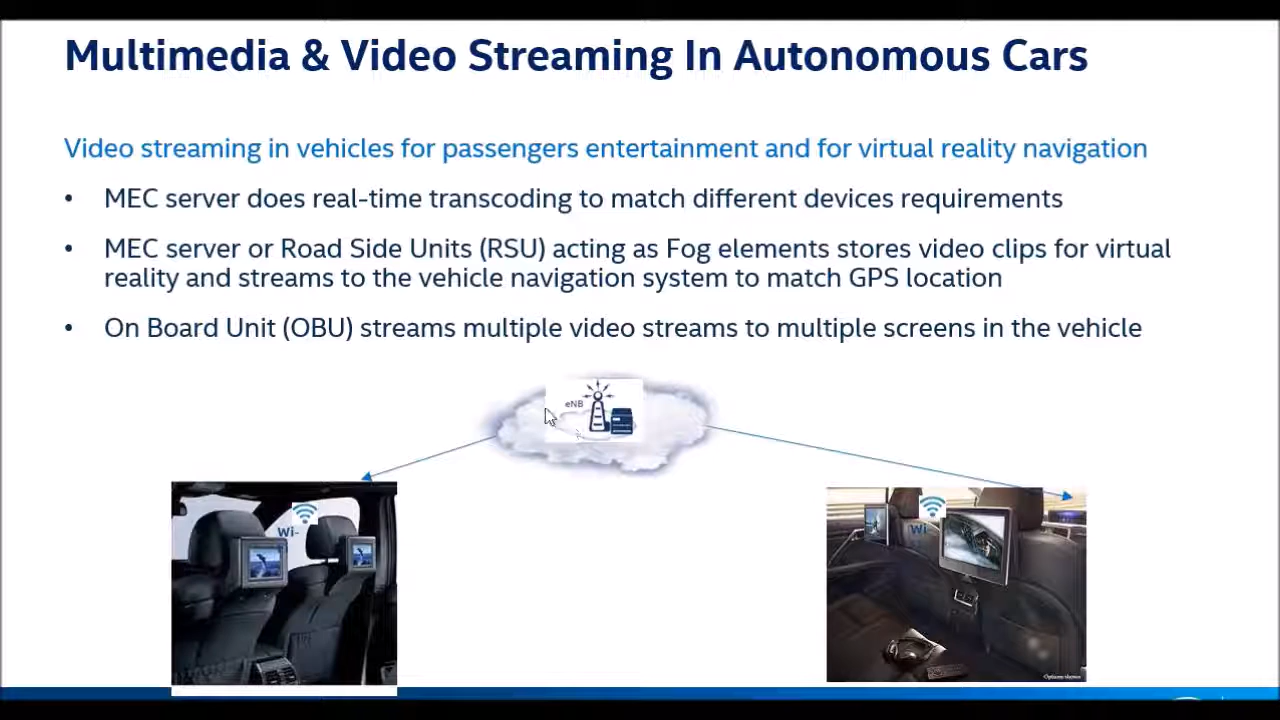 Multimedia & Video Streaming In Autonomous Cars
Video streaming in vehicles for passengers entertainment and for virtual reality navigation
• MEC server does real-time transcoding to match different devices requirements
• MEC server or Road Side Units (RSU) acting as Fog elements stores video clips for virtual
reality and streams to the vehicle navigation system to match GPS location
• On Board Unit (OBU) streams multiple video streams to multiple screens in the vehicle
eNB
Wi-
Wi